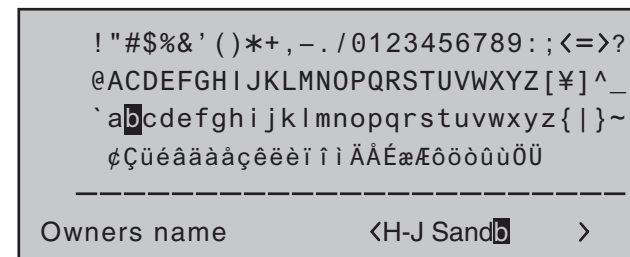 !"#$%&'()*+,–./0123456789:;<=>?
@ACDEFGHIJKLMNOPQRSTUVWXYZ[¥]^_
`abcdefghijklmnopqrstuvwxyz{|}~
¢ÇüéâäàåçêëèïîìÄÅÉæÆôöòûùÖÜ
Owners name <H-J Sandb >